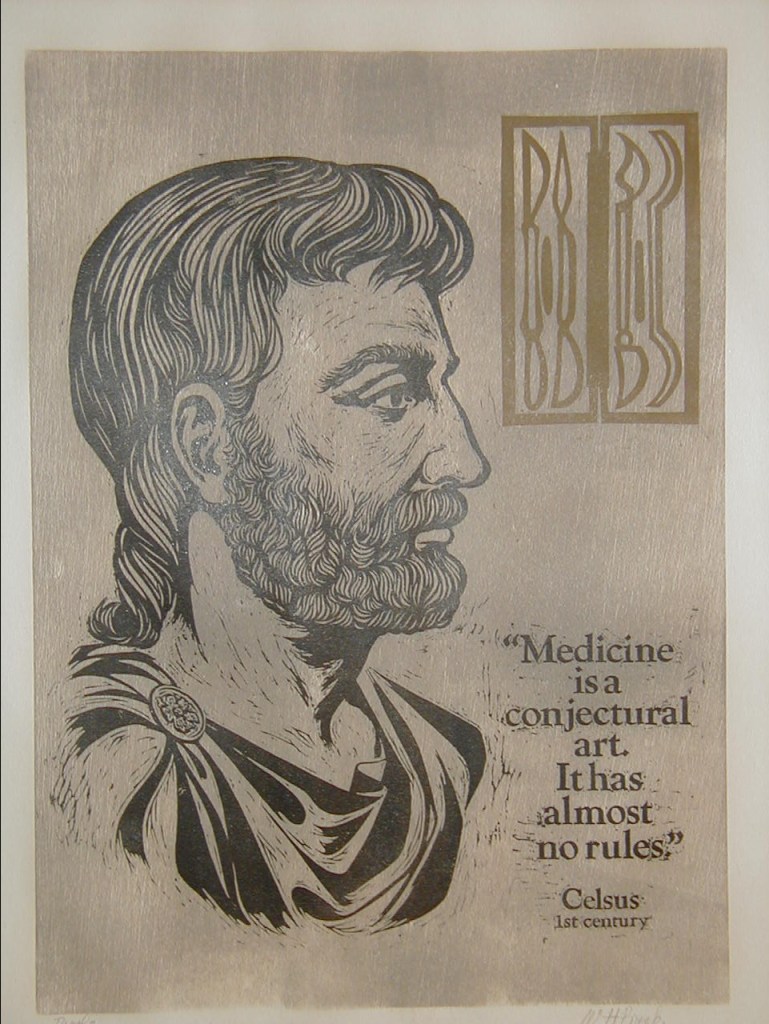 “Medicine
is a
conjectural
art.
It has
almost
no rules.”
Celsus
1st century